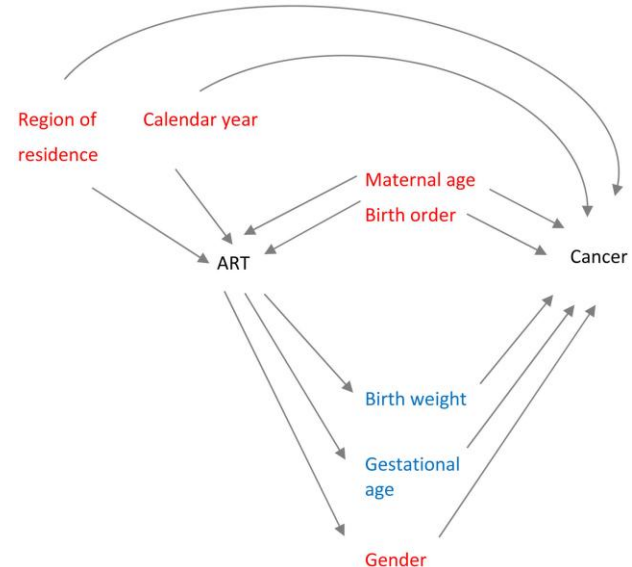 Region of
residence
Calendar year
Maternal age
Birth order
ART
Cancer
Birth weight
Gestational
age
Gender